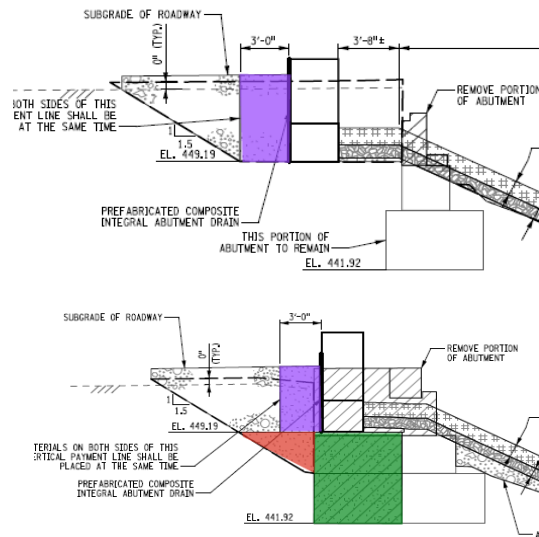 SUBGRADE OF ROADWAY
3'-0"
3'-8"±
0" (TYP.)
REMOVE PORTION
OF ABUTMENT
BOTH SIDES OF THIS
ENT LINE SHALL BE
AT THE SAME TIME
1
1.5
EL. 449.19
PREFABRICATED COMPOSITE
INTEGRAL ABUTMENT DRAIN
THIS PORTION OF
ABUTMENT TO REMAIN
EL. 441.92
SUBGRADE OF ROADWAY
3'-0"
0"
(TYP.)
REMOVE PORTION
OF ABUTMENT
1
1.5
EL. 449.19
TERIALS ON BOTH SIDES OF THIS
ERTICAL PAYMENT LINE SHALL BE
PLACED AT THE SAME TIME
PREFABRICATED COMPOSITE
INTEGRAL ABUTMENT DRAIN
EL. 441.92
A